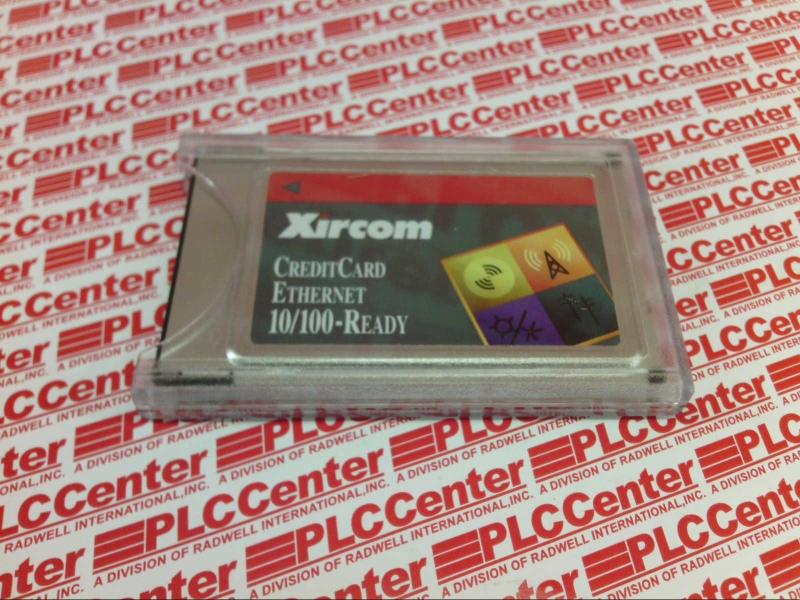 Xircom
CREDITCARD
ETHERNET
10/100-READY
PLCCenter
A DIVISION OF RADWELL INTERNATIONAL,INC.